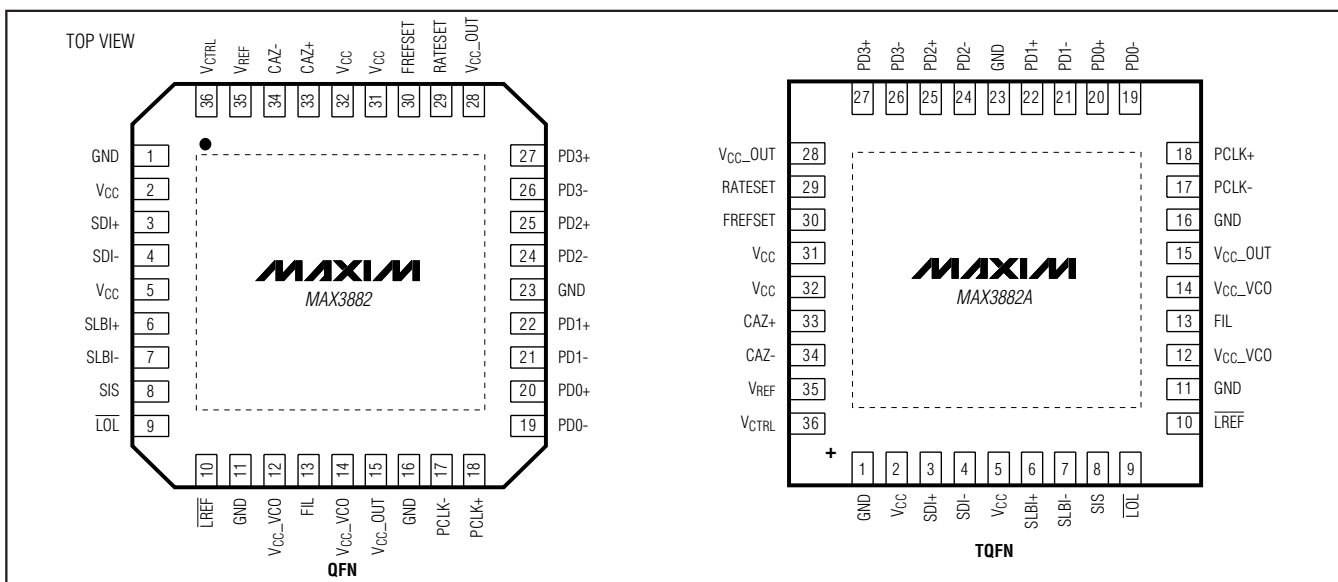 TOP VIEW
VCTRL
VREF
CAZ-
CAZ+
VCC
VCC
FREFSET
RATESET
VCC_OUT
36 35 34 33 32 31 30 29 28
GND 1
VCC 2
SDI+ 3
SDI- 4
VCC 5
SLBI+ 6
SLBI- 7
SIS 8
LOL 9
MAXIM
MAX3882
27 PD3+
26 PD3-
25 PD2+
24 PD2-
23 GND
22 PD1+
21 PD1-
20 PD0+
19 PD0-
10 11 12 13 14 15 16 17 18
LREF
GND
VCC_VCO
FIL
VCC_VCO
VCC_OUT
GND
PCLK-
PCLK+
QFN
PD3+
PD3-
PD2+
PD2-
GND
PD1+
PD1-
PD0+
PD0-
27 26 25 24 23 22 21 20 19
VCC_OUT 28
RATESET 29
FREFSET 30
VCC 31
VCC 32
CAZ+ 33
CAZ- 34
VREF 35
VCTRL 36
MAXIM
MAX3882A
18 PCLK+
17 PCLK-
16 GND
15 VCC_OUT
14 VCC_VCO
13 FIL
12 VCC_VCO
11 GND
10 LREF
+
1 2 3 4 5 6 7 8 9
GND
VCC
SDI+
SDI-
VCC
SLBI+
SLBI-
SIS
LOL
TQFN